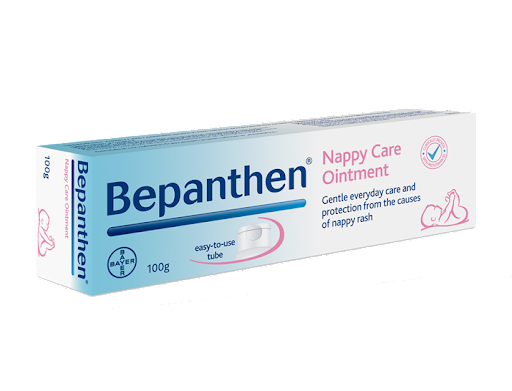 Bepanthen®
Nappy Care
Ointment
Gentle everyday care and
protection from the causes
of nappy rash
easy-to-use
tube
BAYER
BAYER
100g
Bepanthen®
Nappy Care Ointment
100g